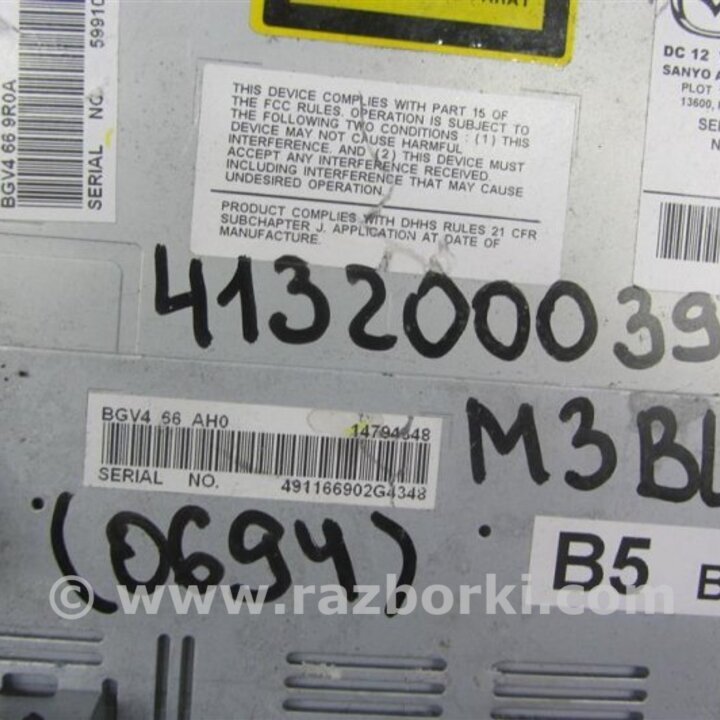 BGV4 66 9R0A
SERIAL NO.
THIS DEVICE COMPLIES WITH PART 15 OF
THE FCC RULES. OPERATION IS SUBJECT TO
THE FOLLOWING TWO CONDITIONS : (1) THIS
DEVICE MAY NOT CAUSE HARMFUL
INTERFERENCE, AND (2) THIS DEVICE MUST
ACCEPT ANY INTERFERENCE RECEIVED,
INCLUDING INTERFERENCE THAT MAY CAUSE
UNDESIRED OPERATION.
PRODUCT COMPLIES WITH DHHS RULES 21 CFR
SUBCHAPTER J. APPLICATION AT DATE OF
MANUFACTURE.
DC 12
SANYO
PLOT
13600,
413200039
BGV4 66 AH0 14794348
SERIAL NO. 491166902G4348
M3
(0694)
B5
© www.razborki.com